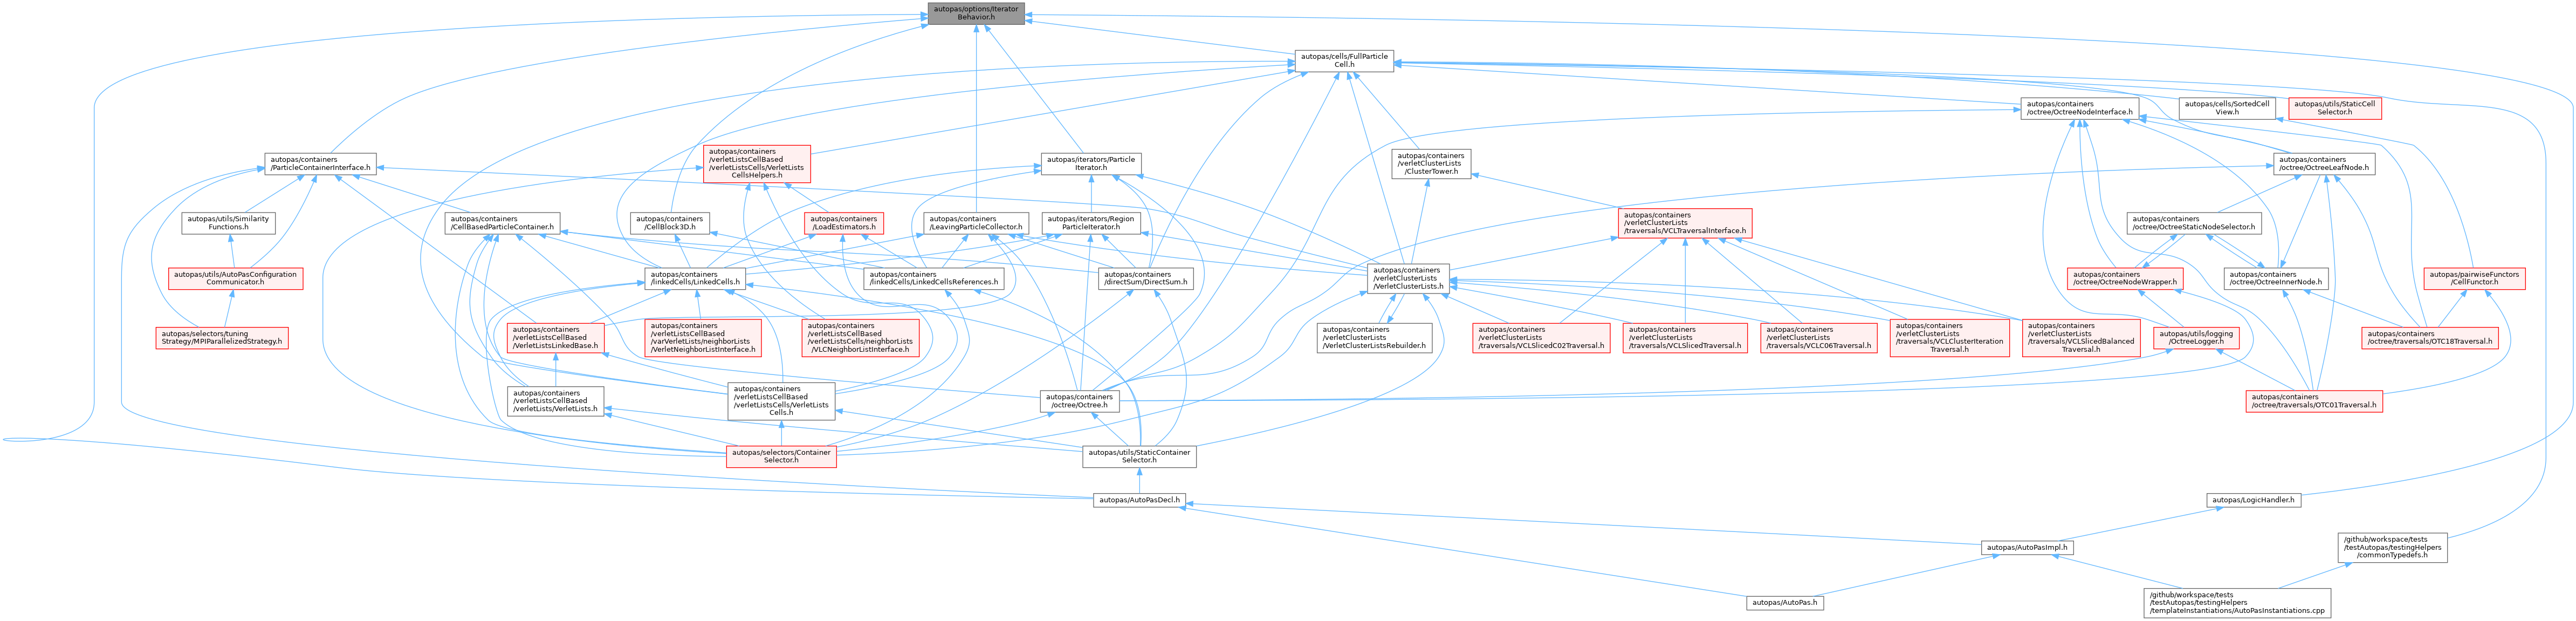 autopas/options/Iterator
Behavior.h
autopas/cells/FullParticle
Cell.h
autopas/containers
/octree/OctreeNodeInterface.h
autopas/cells/SortedCell
View.h
autopas/utils/StaticCell
Selector.h
autopas/containers
/ParticleContainerInterface.h
autopas/containers
/verletListsCellBased
/verletListsCells/VerletLists
CellsHelpers.h
autopas/iterators/Particle
Iterator.h
autopas/containers
/verletClusterLists
/ClusterTower.h
autopas/containers
/octree/OctreeLeafNode.h
autopas/utils/Similarity
Functions.h
autopas/containers
/CellBasedParticleContainer.h
autopas/containers
/CellBlock3D.h
autopas/containers
/LoadEstimators.h
autopas/containers
/LeavingParticleCollector.h
autopas/iterators/Region
ParticleIterator.h
autopas/containers
/verletClusterLists
/traversals/VCLTraversalInterface.h
autopas/containers
/octree/OctreeStaticNodeSelector.h
autopas/utils/AutoPasConfiguration
Communicator.h
autopas/containers
/linkedCells/LinkedCells.h
autopas/containers
/linkedCells/LinkedCellsReferences.h
autopas/containers
/directSum/DirectSum.h
autopas/containers
/verletClusterLists
/VerletClusterLists.h
autopas/containers
/octree/OctreeNodeWrapper.h
autopas/containers
/octree/OctreeInnerNode.h
autopas/pairwiseFunctors
/CellFunctor.h
autopas/selectors/tuning
Strategy/MPIParallelizedStrategy.h
autopas/containers
/verletListsCellBased
/VerletListsLinkedBase.h
autopas/containers
/verletListsCellBased
/varVerletLists/neighborLists
/VerletNeighborListInterface.h
autopas/containers
/verletListsCellBased
/verletListsCells/neighborLists
/VLCNeighborListInterface.h
autopas/containers
/verletClusterLists
/VerletClusterListsRebuilder.h
autopas/containers
/verletClusterLists
/traversals/VCLSlicedC02Traversal.h
autopas/containers
/verletClusterLists
/traversals/VCLSlicedTraversal.h
autopas/containers
/verletClusterLists
/traversals/VCLC06Traversal.h
autopas/containers
/verletClusterLists
/traversals/VCLClusterIteration
Traversal.h
autopas/containers
/verletClusterLists
/traversals/VCLSlicedBalanced
Traversal.h
autopas/utils/logging
/OctreeLogger.h
autopas/containers
/octree/traversals/OTC18Traversal.h
autopas/containers
/verletListsCellBased
/verletLists/VerletLists.h
autopas/containers
/verletListsCellBased
/verletListsCells/VerletLists
Cells.h
autopas/containers
/octree/Octree.h
autopas/containers
/octree/traversals/OTC01Traversal.h
autopas/selectors/Container
Selector.h
autopas/utils/StaticContainer
Selector.h
autopas/AutoPasDecl.h
autopas/LogicHandler.h
autopas/AutoPasImpl.h
/github/workspace/tests
/testAutopas/testingHelpers
/commonTypedefs.h
autopas/AutoPas.h
/github/workspace/tests
/testAutopas/testingHelpers
/templateInstantiations/AutoPasInstantiations.cpp